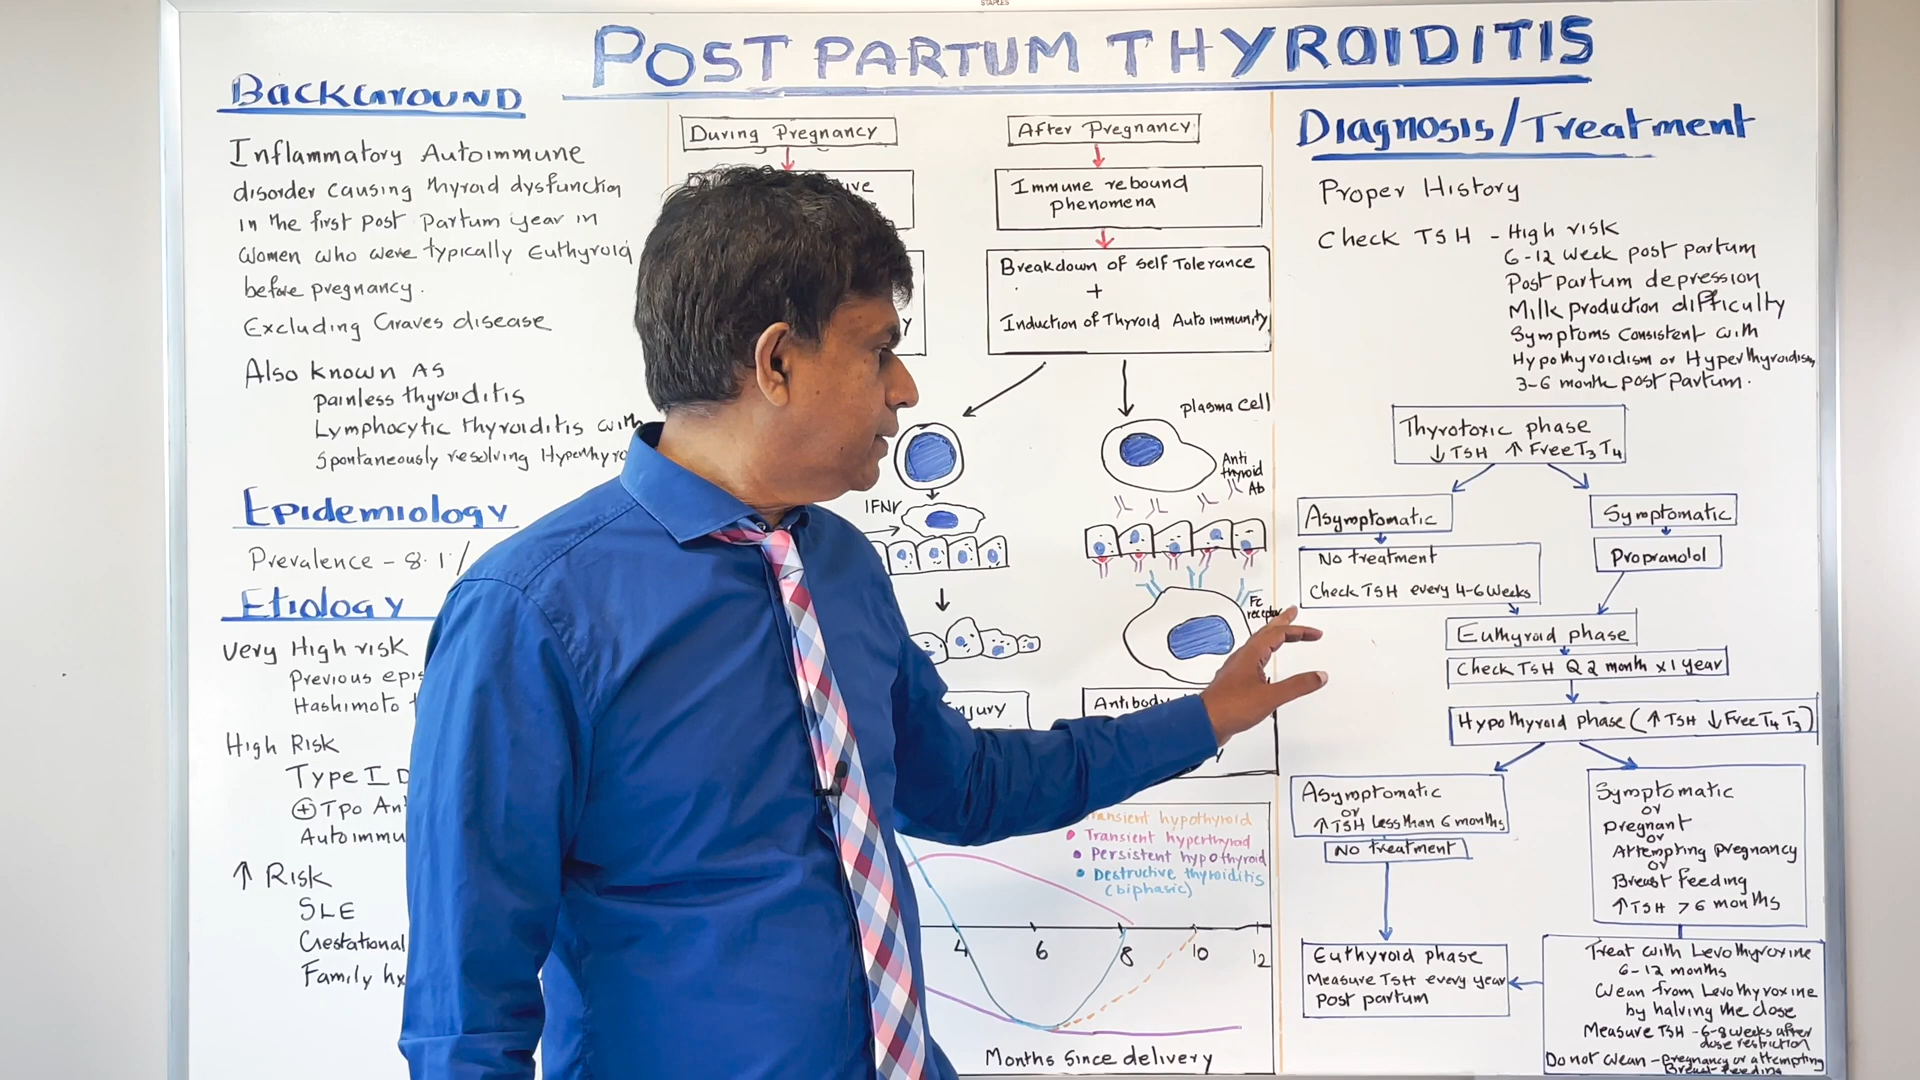 STAPLES
POST PARTUM THYROIDITIS
Background
Inflammatory Autoimmune
disorder causing thyroid dysfunction
in the first post partum year in
women who were typically Euthyroid
before pregnancy.
Excluding Graves disease
Also known As
painless thyroiditis
Lymphocytic thyroiditis with
spontaneously resolving Hyperthyro
Epidemiology
Prevalence - 8.1%
Etiology
Very High risk
Previous epis
Hashimoto t
High Risk
Type I D
+ Tpo An
Autoimmu
↑ Risk
SLE
Gestational
Family hx
During Pregnancy
ive
y
After Pregnancy
Immune rebound
phenomena
Breakdown of self Tolerance
+
Induction of Thyroid Autoimmunity
plasma cell
Anti
thyroid
Ab
IFNγ
Fc
receptor
njury
Antibody
y
Transient hypothyroid
Transient hyperthyroid
Persistent hypothyroid
Destructive thyroiditis
(biphasic)
4 6 8 10 12
Months since delivery
Diagnosis/Treatment
Proper History
Check TSH - High risk
6-12 week post partum
Post partum depression
Milk production difficulty
Symptoms consistent with
Hypothyroidism or Hyperthyroidism
3-6 month post partum.
Thyrotoxic phase
↓ TSH ↑ Free T3 T4
Asymptomatic
Symptomatic
No treatment
Check TSH every 4-6 weeks
Propranolol
Euthyroid phase
Check TSH Q 2 month x 1 year
Hypothyroid phase (↑ TSH ↓ Free T4 T3)
Asymptomatic
or
↑ TSH Less than 6 months
No treatment
Symptomatic
or
pregnant
or
Attempting pregnancy
or
Breast feeding
↑ TSH > 6 months
Euthyroid phase
Measure TSH every year
post partum
Treat with Levothyroxine
6-12 months
Wean from Levothyroxine
by halving the dose
Measure TSH - 6-8 weeks after
dose restriction
Do not wean - pregnancy or attempting
Breast feeding